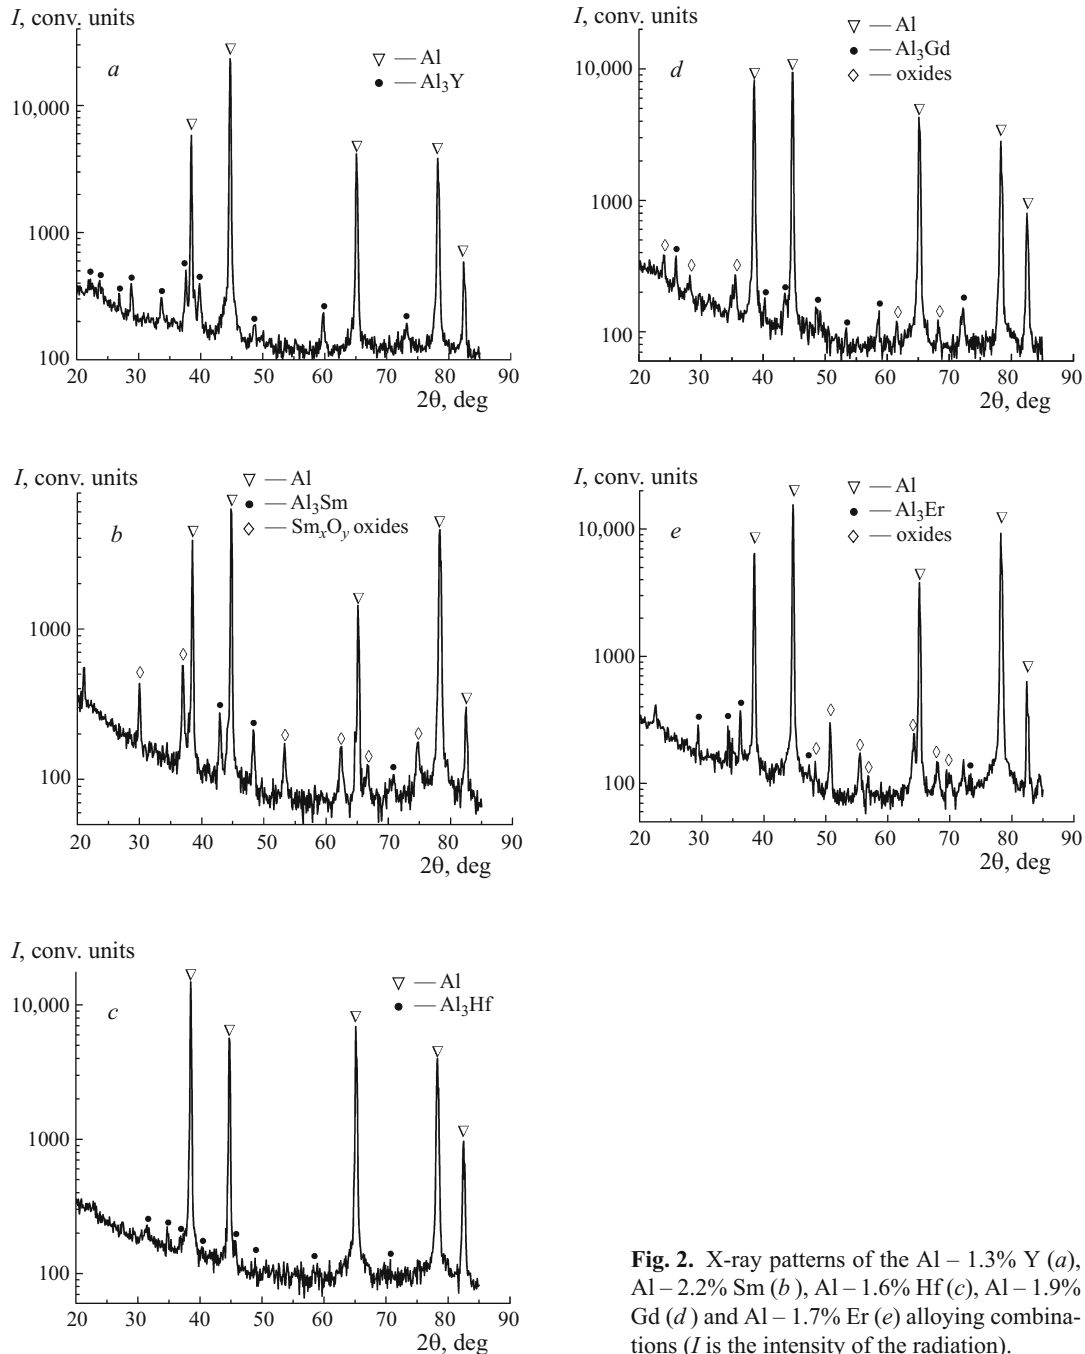 I, conv. units
a
▽ — Al
● — Al₃Y
10,000
1000
100
20 30 40 50 60 70 80 90
2θ, deg
I, conv. units
d
▽ — Al
● — Al₃Gd
◇ — oxides
10,000
1000
100
20 30 40 50 60 70 80 90
2θ, deg
I, conv. units
b
▽ — Al
● — Al₃Sm
◇ — SmₓOᵧ oxides
1000
100
20 30 40 50 60 70 80 90
2θ, deg
I, conv. units
e
▽ — Al
● — Al₃Er
◇ — oxides
10,000
1000
100
20 30 40 50 60 70 80 90
2θ, deg
I, conv. units
c
▽ — Al
● — Al₃Hf
10,000
1000
100
20 30 40 50 60 70 80 90
2θ, deg
Fig. 2. X-ray patterns of the Al – 1.3% Y (a),
Al – 2.2% Sm (b), Al – 1.6% Hf (c), Al – 1.9%
Gd (d) and Al – 1.7% Er (e) alloying combina-
tions (I is the intensity of the radiation).